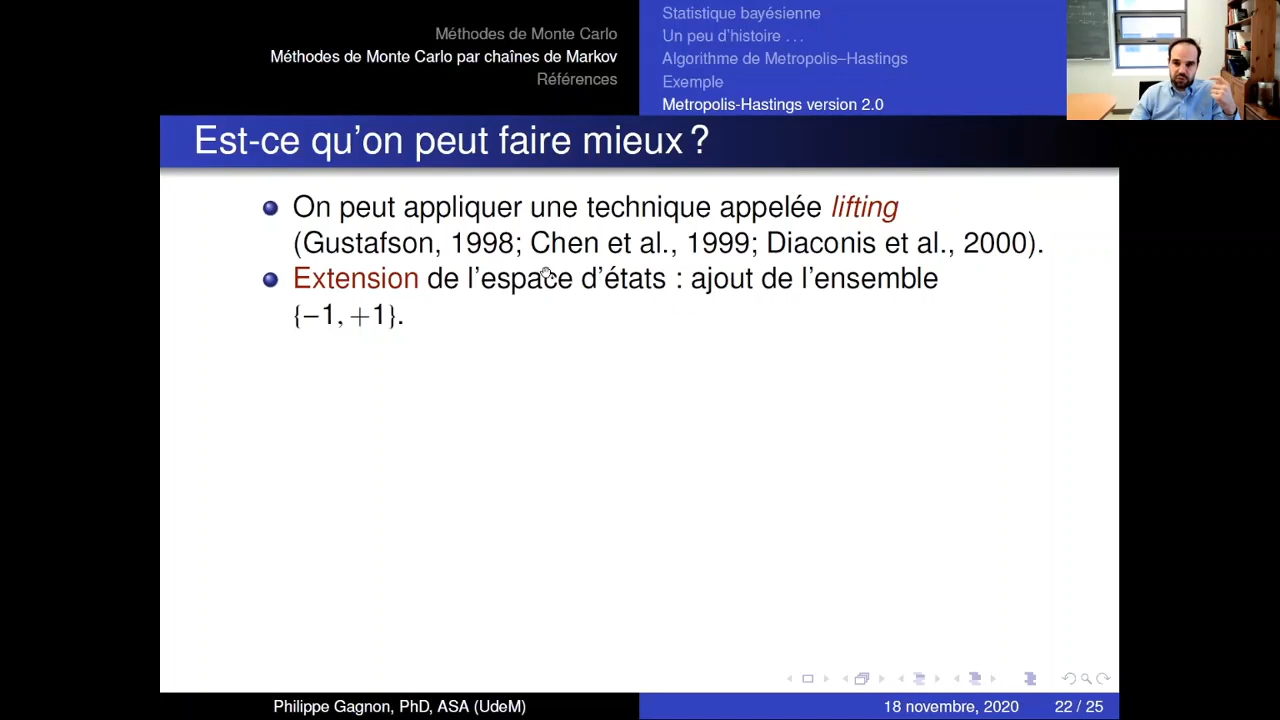 Méthodes de Monte Carlo
Méthodes de Monte Carlo par chaînes de Markov
Références
Statistique bayésienne
Un peu d'histoire . . .
Algorithme de Metropolis–Hastings
Exemple
Metropolis-Hastings version 2.0
Est-ce qu'on peut faire mieux ?
On peut appliquer une technique appelée lifting
(Gustafson, 1998; Chen et al., 1999; Diaconis et al., 2000).
Extension de l'espace d'états : ajout de l'ensemble
{−1, +1}.
Philippe Gagnon, PhD, ASA (UdeM)
18 novembre, 2020
22 / 25